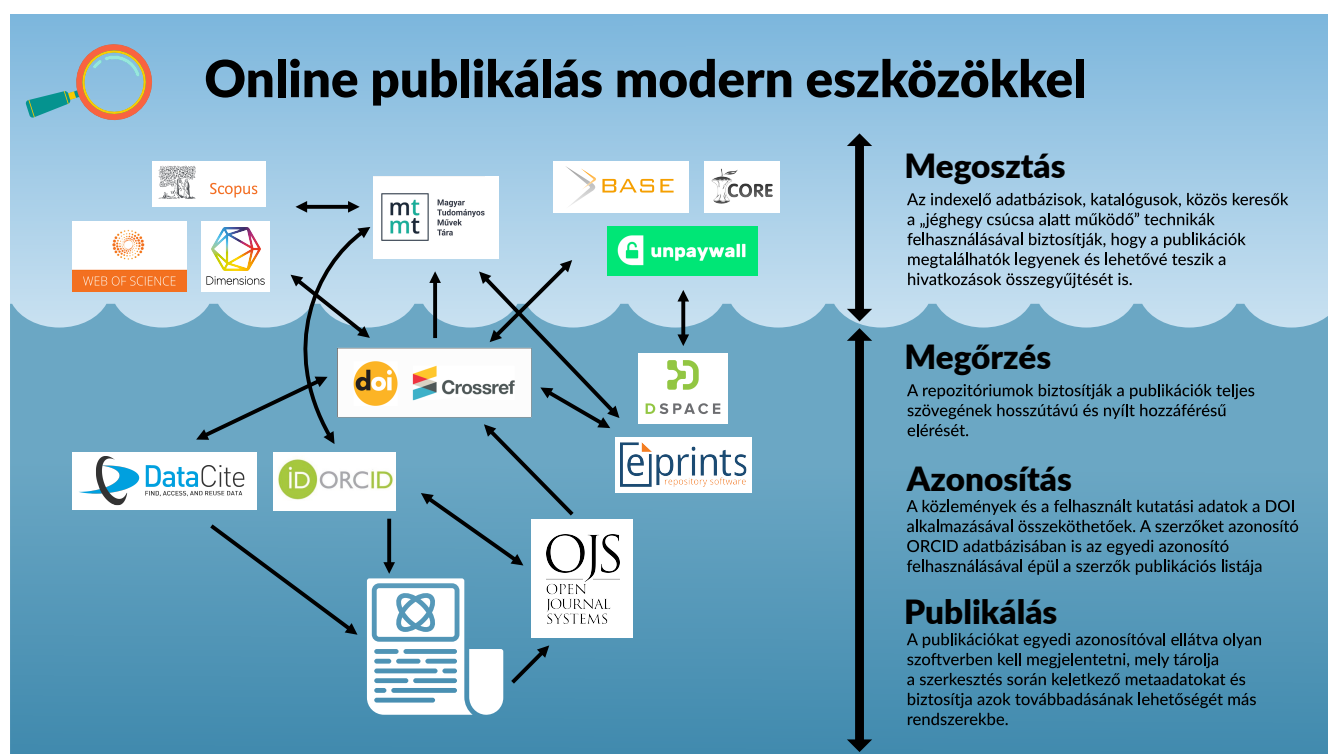 Online publikálás modern eszközökkel
Scopus
WEB OF SCIENCE
Dimensions
mt
mt
Magyar
Tudományos
Művek
Tára
BASE
CORE
unpaywall
doi
Crossref
DSPACE
e]prints
repository software
DataCite
FIND, ACCESS, AND REUSE DATA
iD ORCID
OJS
OPEN
JOURNAL
SYSTEMS
Megosztás
Az indexelő adatbázisok, katalógusok, közös keresők
a „jéghegy csúcsa alatt működő” technikák
felhasználásával biztosítják, hogy a publikációk
megtalálhatók legyenek és lehetővé teszik a
hivatkozások összegyűjtését is.
Megőrzés
A repozitóriumok biztosítják a publikációk teljes
szövegének hosszútávú és nyílt hozzáférésű
elérését.
Azonosítás
A közlemények és a felhasznált kutatási adatok a DOI
alkalmazásával összeköthetőek. A szerzőket azonosító
ORCID adatbázisában is az egyedi azonosító
felhasználásával épül a szerzők publikációs listája
Publikálás
A publikációkat egyedi azonosítóval ellátva olyan
szoftverben kell megjelentetni, mely tárolja
a szerkesztés során keletkező metaadatokat és
biztosítja azok továbbadásának lehetőségét más
rendszerekbe.